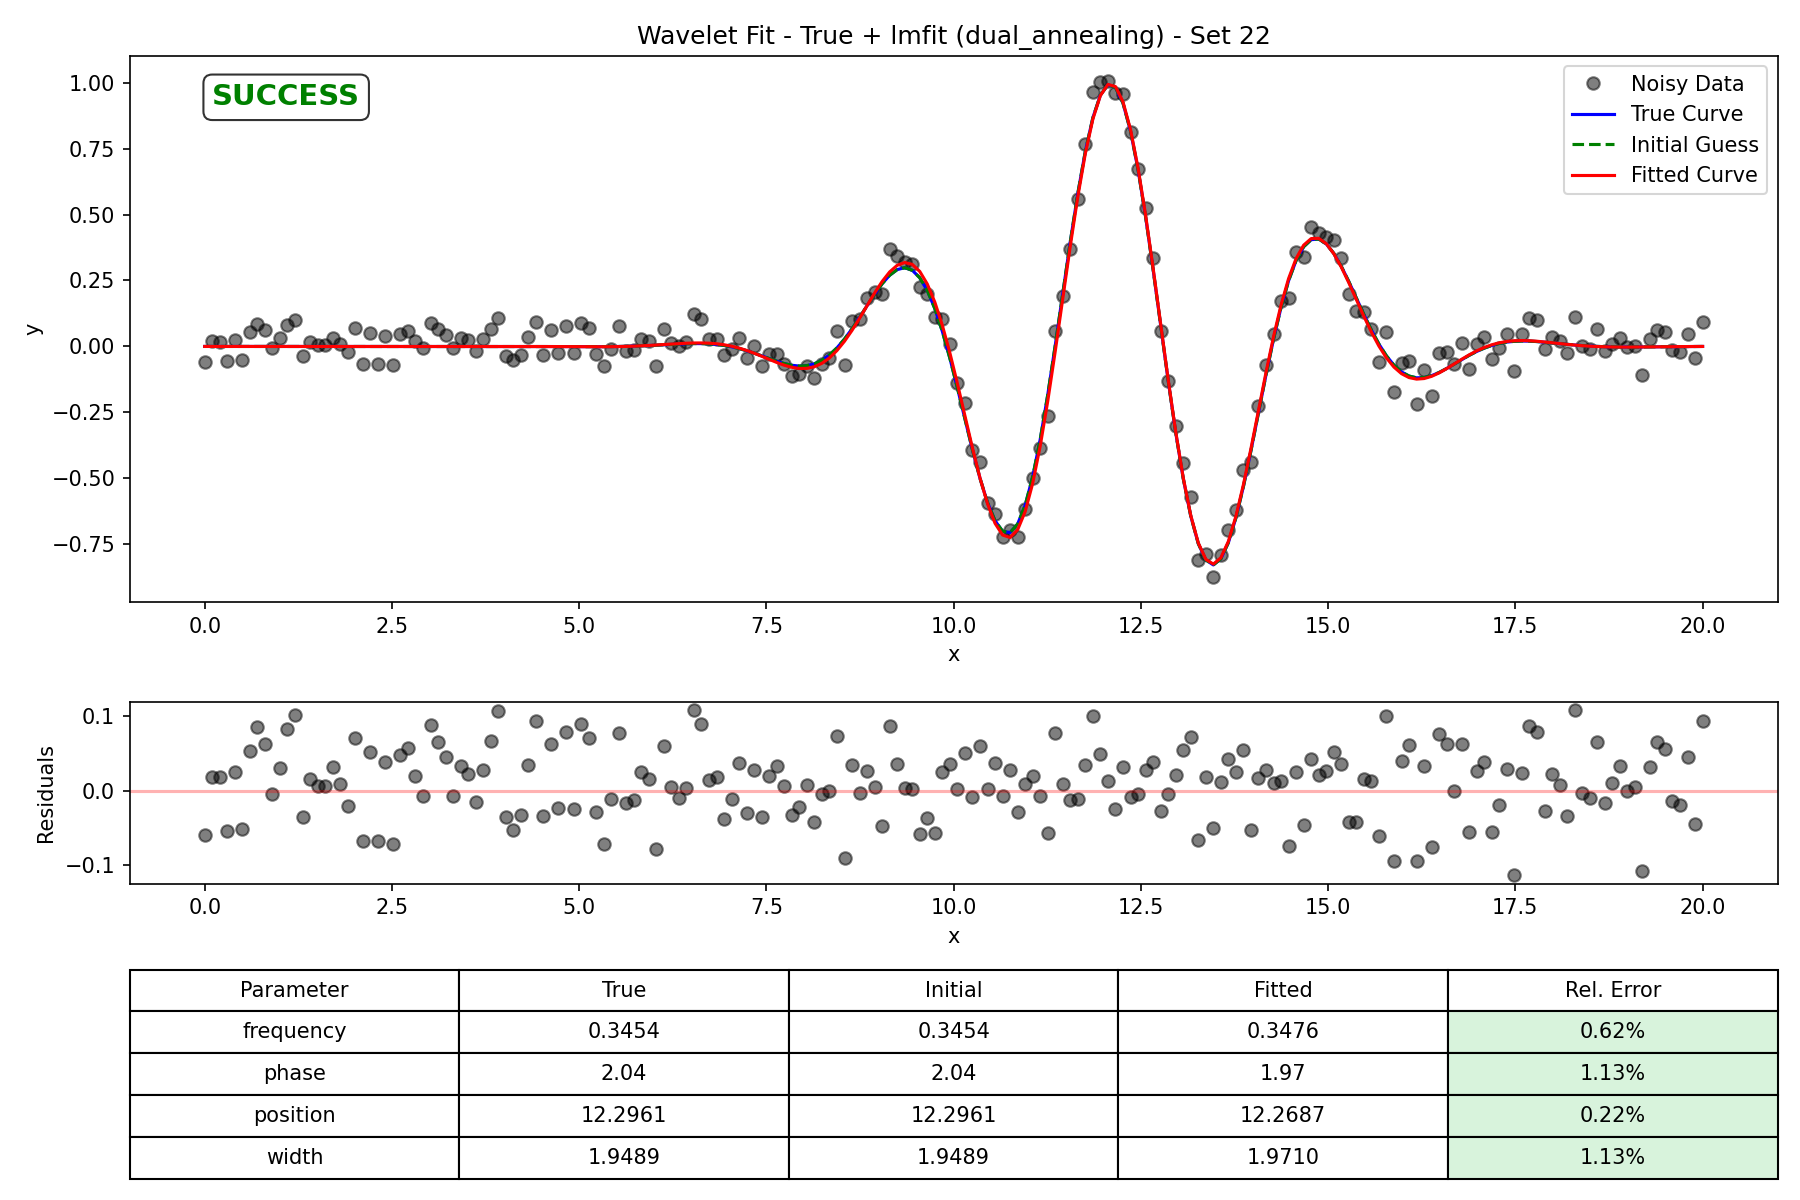 Wavelet Fit - True + lmfit (dual_annealing) - Set 22
SUCCESS
Noisy Data
True Curve
Initial Guess
Fitted Curve
y
1.00
0.75
0.50
0.25
0.00
−0.25
−0.50
−0.75
0.0 2.5 5.0 7.5 10.0 12.5 15.0 17.5 20.0
x
Residuals
0.1
0.0
−0.1
0.0 2.5 5.0 7.5 10.0 12.5 15.0 17.5 20.0
x
Parameter True Initial Fitted Rel. Error
frequency 0.3454 0.3454 0.3476 0.62%
phase 2.04 2.04 1.97 1.13%
position 12.2961 12.2961 12.2687 0.22%
width 1.9489 1.9489 1.9710 1.13%